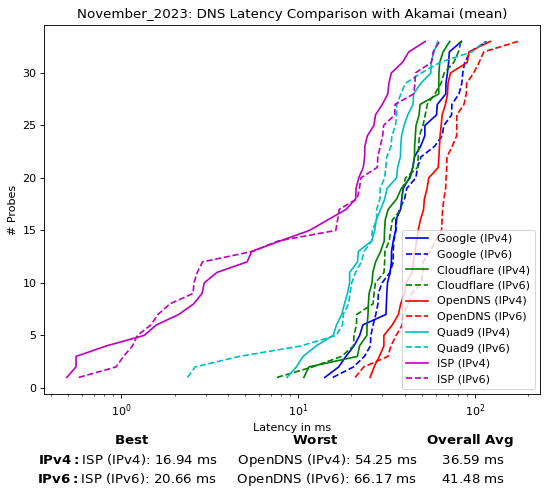 November_2023: DNS Latency Comparison with Akamai (mean)
# Probes
30
25
20
15
10
5
0
Google (IPv4)
Google (IPv6)
Cloudflare (IPv4)
Cloudflare (IPv6)
OpenDNS (IPv4)
OpenDNS (IPv6)
Quad9 (IPv4)
Quad9 (IPv6)
ISP (IPv4)
ISP (IPv6)
10⁰ 10¹ 10²
Latency in ms
Best Worst Overall Avg
IPv4: ISP (IPv4): 16.94 ms OpenDNS (IPv4): 54.25 ms 36.59 ms
IPv6: ISP (IPv6): 20.66 ms OpenDNS (IPv6): 66.17 ms 41.48 ms